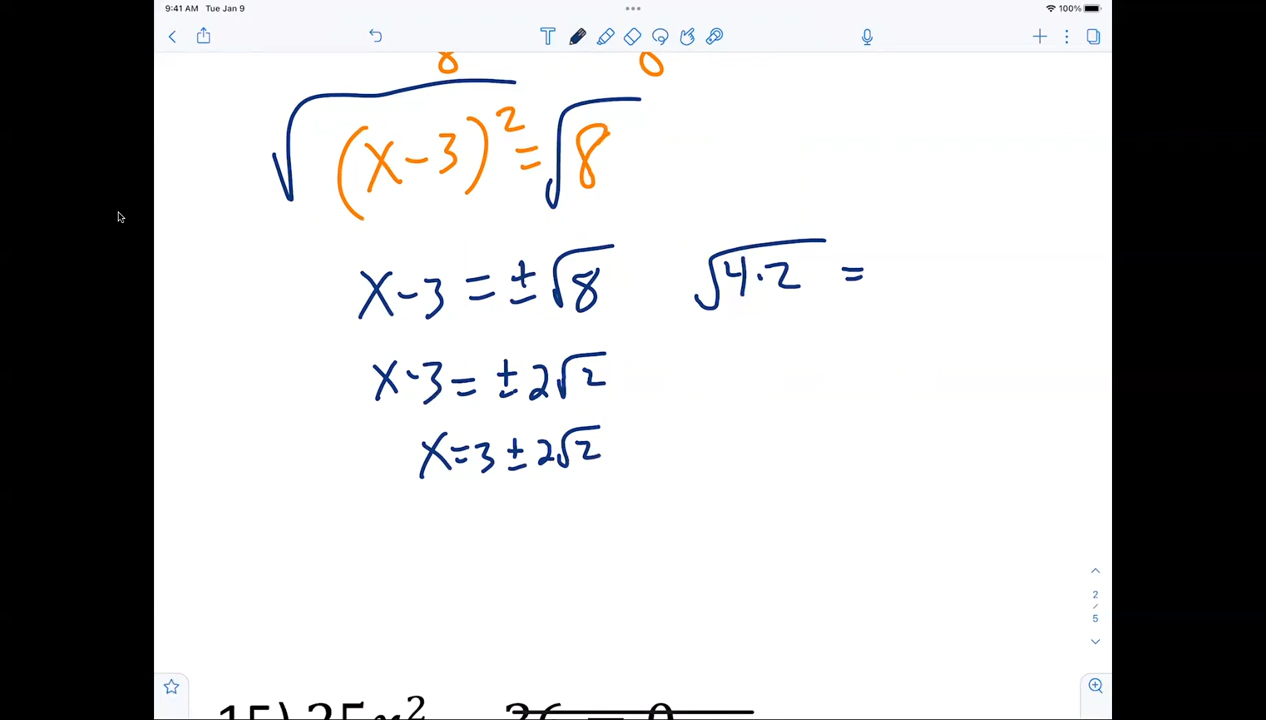 9:41 AM Tue Jan 9
100%
8 8
√(x-3)² = √8
x-3 = ±√8 √4·2 =
x-3 = ±2√2
x=3±2√2
2
/
5